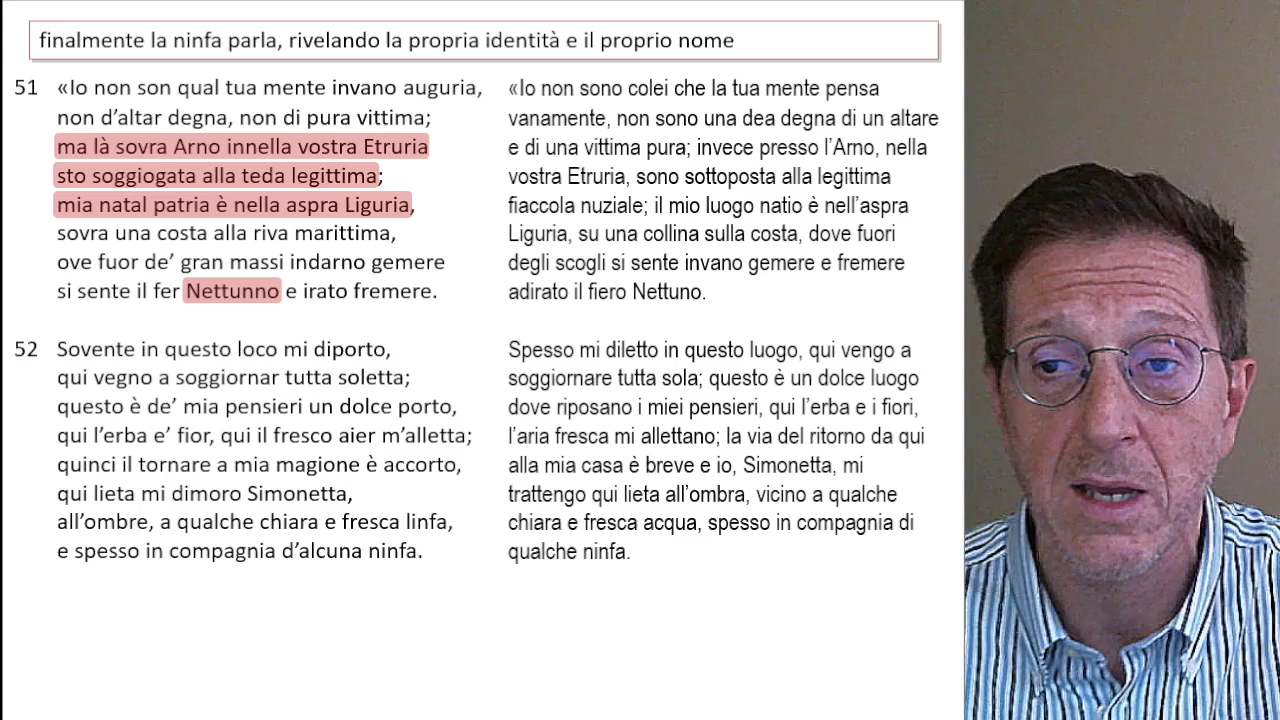 finalmente la ninfa parla, rivelando la propria identità e il proprio nome
51 «Io non son qual tua mente invano auguria,
non d’altar degna, non di pura vittima;
ma là sovra Arno innella vostra Etruria
sto soggiogata alla teda legittima;
mia natal patria è nella aspra Liguria,
sovra una costa alla riva marittima,
ove fuor de’ gran massi indarno gemere
si sente il fer Nettunno e irato fremere.
«Io non sono colei che la tua mente pensa
vanamente, non sono una dea degna di un altare
e di una vittima pura; invece presso l’Arno, nella
vostra Etruria, sono sottoposta alla legittima
fiaccola nuziale; il mio luogo natio è nell’aspra
Liguria, su una collina sulla costa, dove fuori
degli scogli si sente invano gemere e fremere
adirato il fiero Nettuno.
52 Sovente in questo loco mi diporto,
qui vegno a soggiornar tutta soletta;
questo è de’ mia pensieri un dolce porto,
qui l’erba e’ fior, qui il fresco aier m’alletta;
quinci il tornare a mia magione è accorto,
qui lieta mi dimoro Simonetta,
all’ombre, a qualche chiara e fresca linfa,
e spesso in compagnia d’alcuna ninfa.
Spesso mi diletto in questo luogo, qui vengo a
soggiornare tutta sola; questo è un dolce luogo
dove riposano i miei pensieri, qui l’erba e i fiori,
l’aria fresca mi allettano; la via del ritorno da qui
alla mia casa è breve e io, Simonetta, mi
trattengo qui lieta all’ombra, vicino a qualche
chiara e fresca acqua, spesso in compagnia di
qualche ninfa.